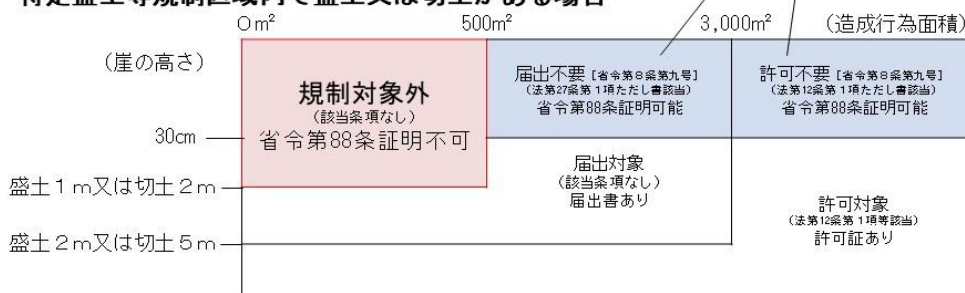 特定盛土等規制区域内で盛土又は切土がある場合
0㎡
500㎡
3,000㎡
(造成行為面積)
(崖の高さ)
規制対象外
(該当条項なし)
省令第88条証明不可
届出不要 [省令第8条第九号]
(法第27条第1項ただし書該当)
省令第88条証明可能
許可不要 [省令第8条第九号]
(法第12条第1項ただし書該当)
省令第88条証明可能
30cm
盛土1m又は切土2m
届出対象
(該当条項なし)
届出書あり
許可対象
(法第12条第1項等該当)
許可証あり
盛土2m又は切土5m